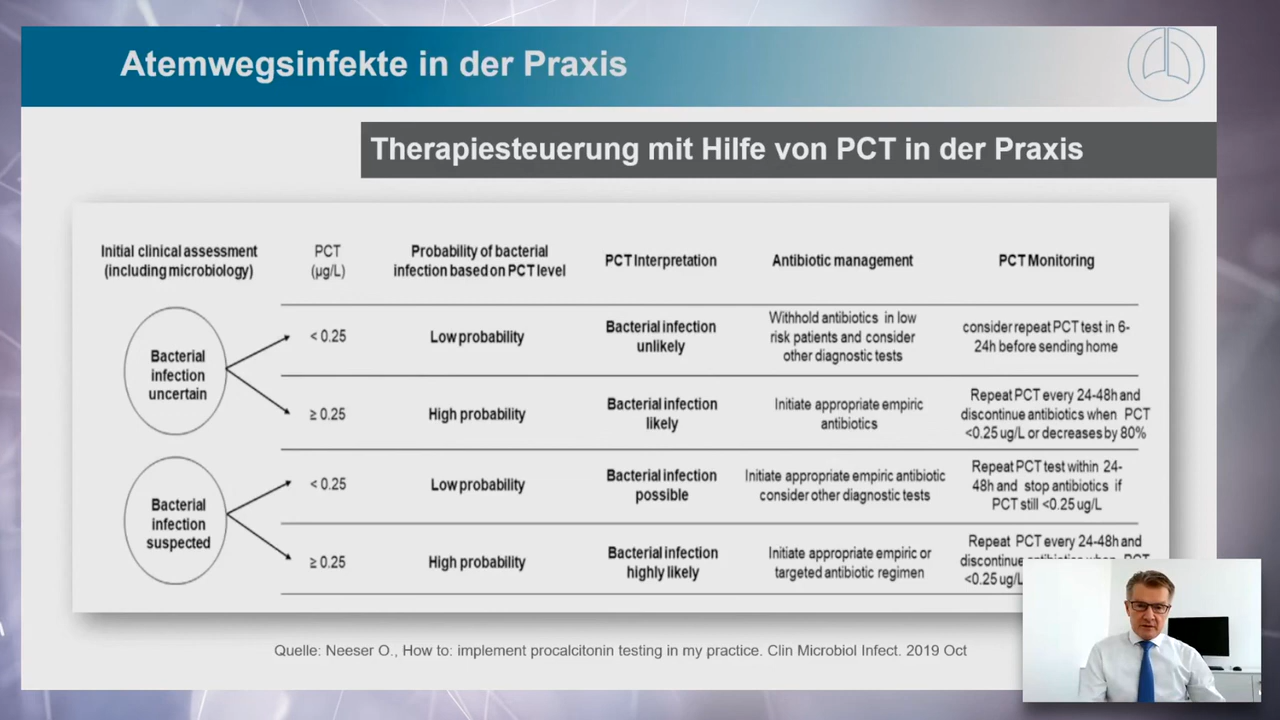 Atemwegsinfekte in der Praxis
Therapiesteuerung mit Hilfe von PCT in der Praxis
Initial clinical assessment
(including microbiology)
PCT
(µg/L)
Probability of bacterial
infection based on PCT level
PCT Interpretation
Antibiotic management
PCT Monitoring
Bacterial
infection
uncertain
< 0.25
Low probability
Bacterial infection
unlikely
Withhold antibiotics in low
risk patients and consider
other diagnostic tests
consider repeat PCT test in 6-
24h before sending home
≥ 0.25
High probability
Bacterial infection
likely
Initiate appropriate empiric
antibiotics
Repeat PCT every 24-48h and
discontinue antibiotics when PCT
<0.25 ug/L or decreases by 80%
Bacterial
infection
suspected
< 0.25
Low probability
Bacterial infection
possible
Initiate appropriate empiric antibiotic
consider other diagnostic tests
Repeat PCT test within 24-
48h and stop antibiotics if
PCT still <0.25 ug/L
≥ 0.25
High probability
Bacterial infection
highly likely
Initiate appropriate empiric or
targeted antibiotic regimen
Repeat PCT every 24-48h and
discontinue antibiotics when PCT
<0.25 ug/L
Quelle: Neeser O., How to: implement procalcitonin testing in my practice. Clin Microbiol Infect. 2019 Oct